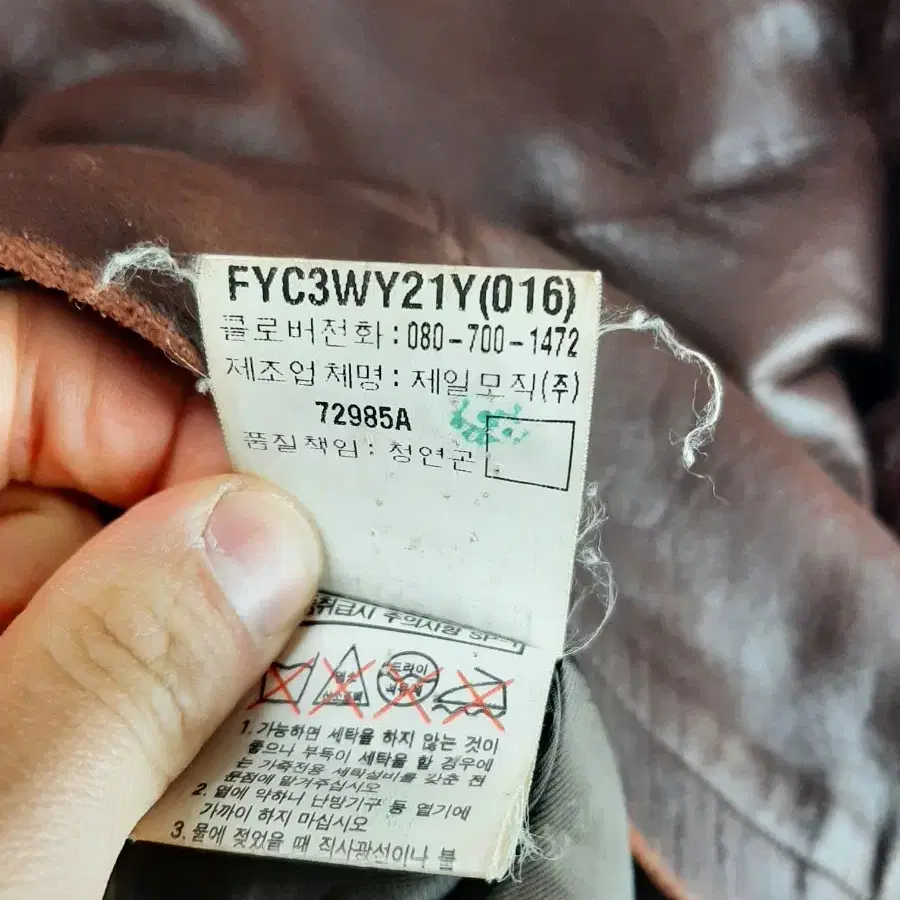 FYC3WY21Y(016)
클로버전화 : 080-700-1472
제조업체명 : 제일모직(주)
72985A
품질책임 : 청연곤
취급시 주의사항
드라이
1. 가능하면 세탁을 하지 않는 것이
좋으나 부득이 세탁을 할 경우에
는 가죽전용 세탁설비를 갖춘 전
문점에 맡겨주십시오
2. 열에 약하니 난방기구 등 열기에
가까이 하지 마십시오
3. 물에 젖었을 때 직사광선이나 불